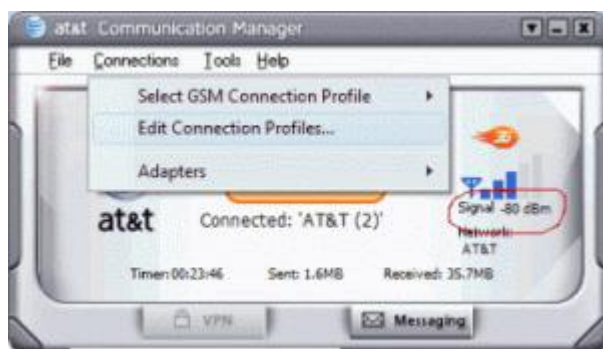 at&t Communication Manager
File Connections Tools Help
Select GSM Connection Profile
Edit Connection Profiles...
Adapters
3G
Signal -80 dBm
at&t
Connected: 'AT&T (2)'
Network:
AT&T
Timer: 00:23:46 Sent: 1.6MB Received: 35.7MB
VPN Messaging